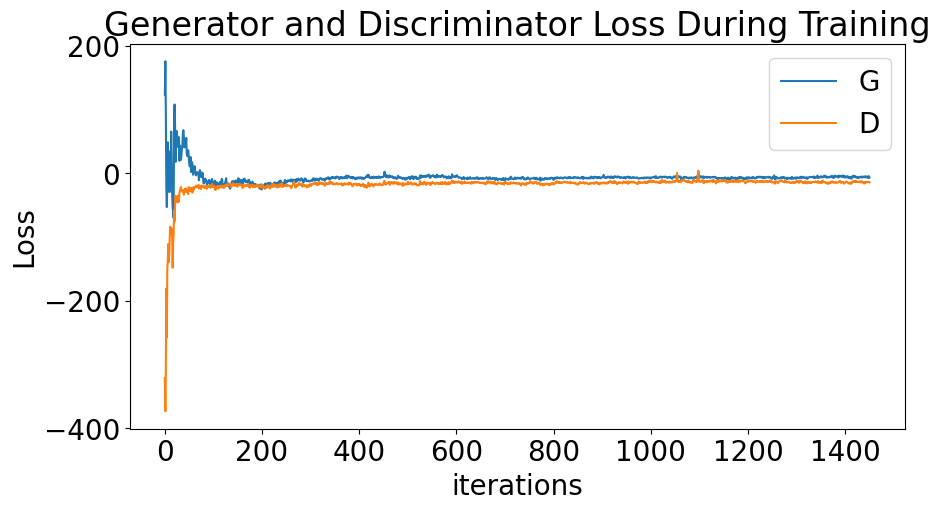 Generator and Discriminator Loss During Training
200
0
−200
−400
Loss
G
D
0 200 400 600 800 1000 1200 1400
iterations